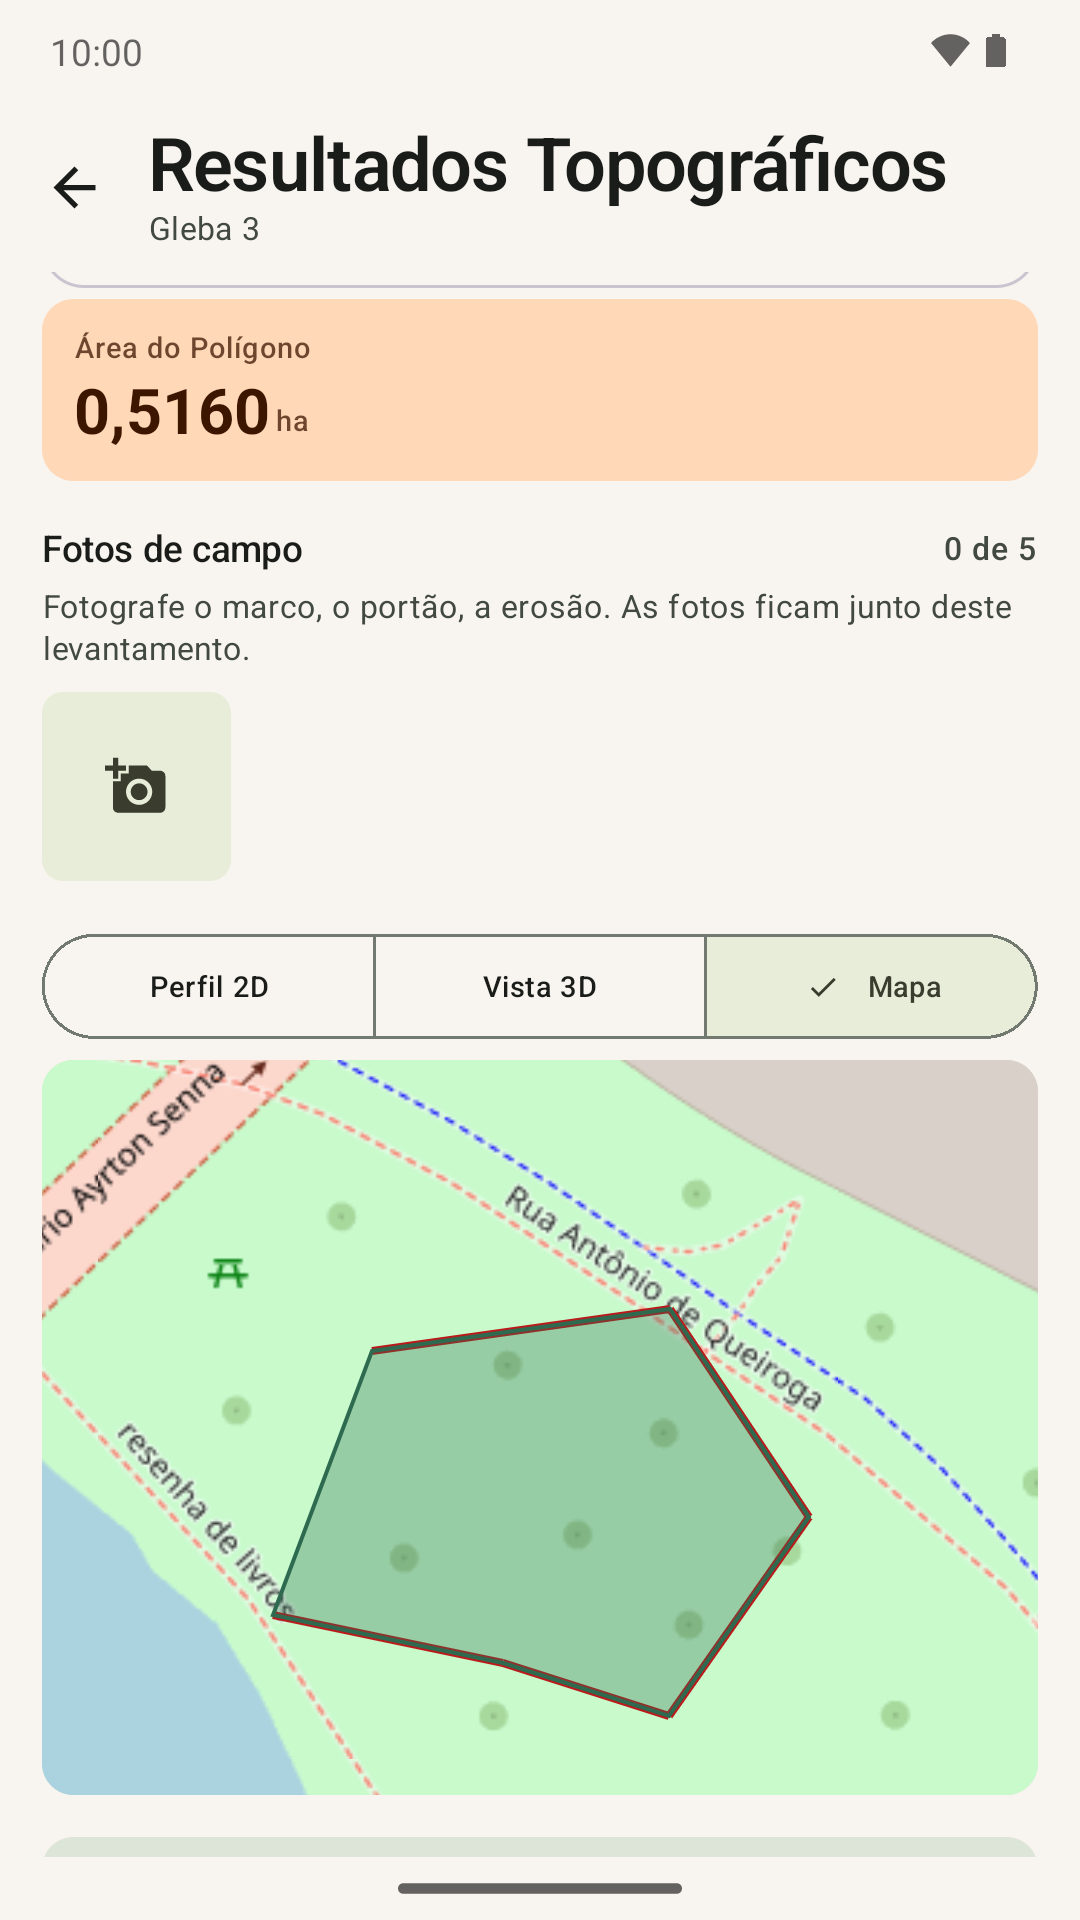 10:00
Resultados Topográficos
Gleba 3
Área do Polígono
0,5160 ha
Fotos de campo
0 de 5
Fotografe o marco, o portão, a erosão. As fotos ficam junto deste
levantamento.
Perfil 2D
Vista 3D
Mapa
rio Ayrton Senna
Rua Antônio de Queiroga
resenha de livros